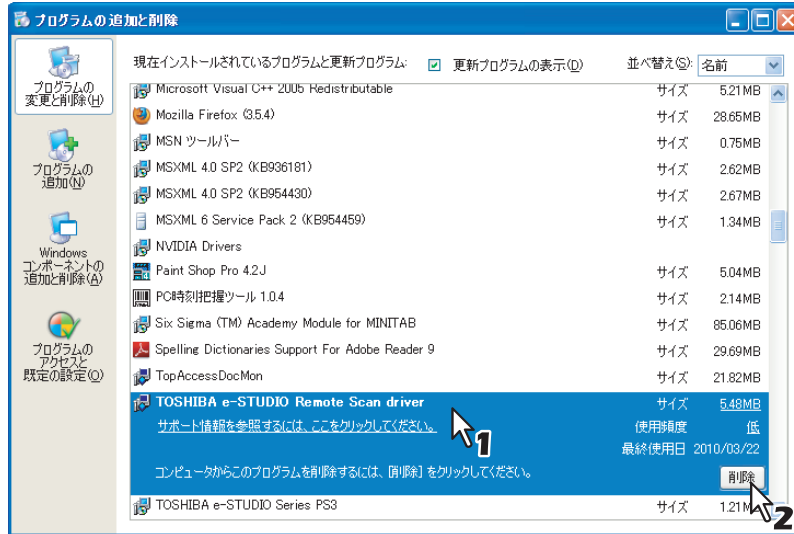 プログラムの追加と削除
現在インストールされているプログラムと更新プログラム: 更新プログラムの表示(D) 並べ替え(S): 名前
プログラムの
変更と削除(H)
プログラムの
追加(N)
Windows
コンポーネントの
追加と削除(A)
プログラムの
アクセスと
既定の設定(O)
Microsoft Visual C++ 2005 Redistributable サイズ 5.21MB
Mozilla Firefox (3.5.4) サイズ 28.65MB
MSN ツールバー サイズ 0.75MB
MSXML 4.0 SP2 (KB936181) サイズ 2.62MB
MSXML 4.0 SP2 (KB954430) サイズ 2.67MB
MSXML 6 Service Pack 2 (KB954459) サイズ 1.34MB
NVIDIA Drivers
Paint Shop Pro 4.2J サイズ 5.04MB
PC時刻把握ツール 1.0.4 サイズ 2.14MB
Six Sigma (TM) Academy Module for MINITAB サイズ 85.06MB
Spelling Dictionaries Support For Adobe Reader 9 サイズ 29.69MB
TopAccessDocMon サイズ 21.82MB
TOSHIBA e-STUDIO Remote Scan driver サイズ 5.48MB
サポート情報を参照するには、ここをクリックしてください。 使用頻度 低
1
最終使用日 2010/03/22
コンピュータからこのプログラムを削除するには、[削除] をクリックしてください。 削除
TOSHIBA e-STUDIO Series PS3 サイズ 1.21M
2